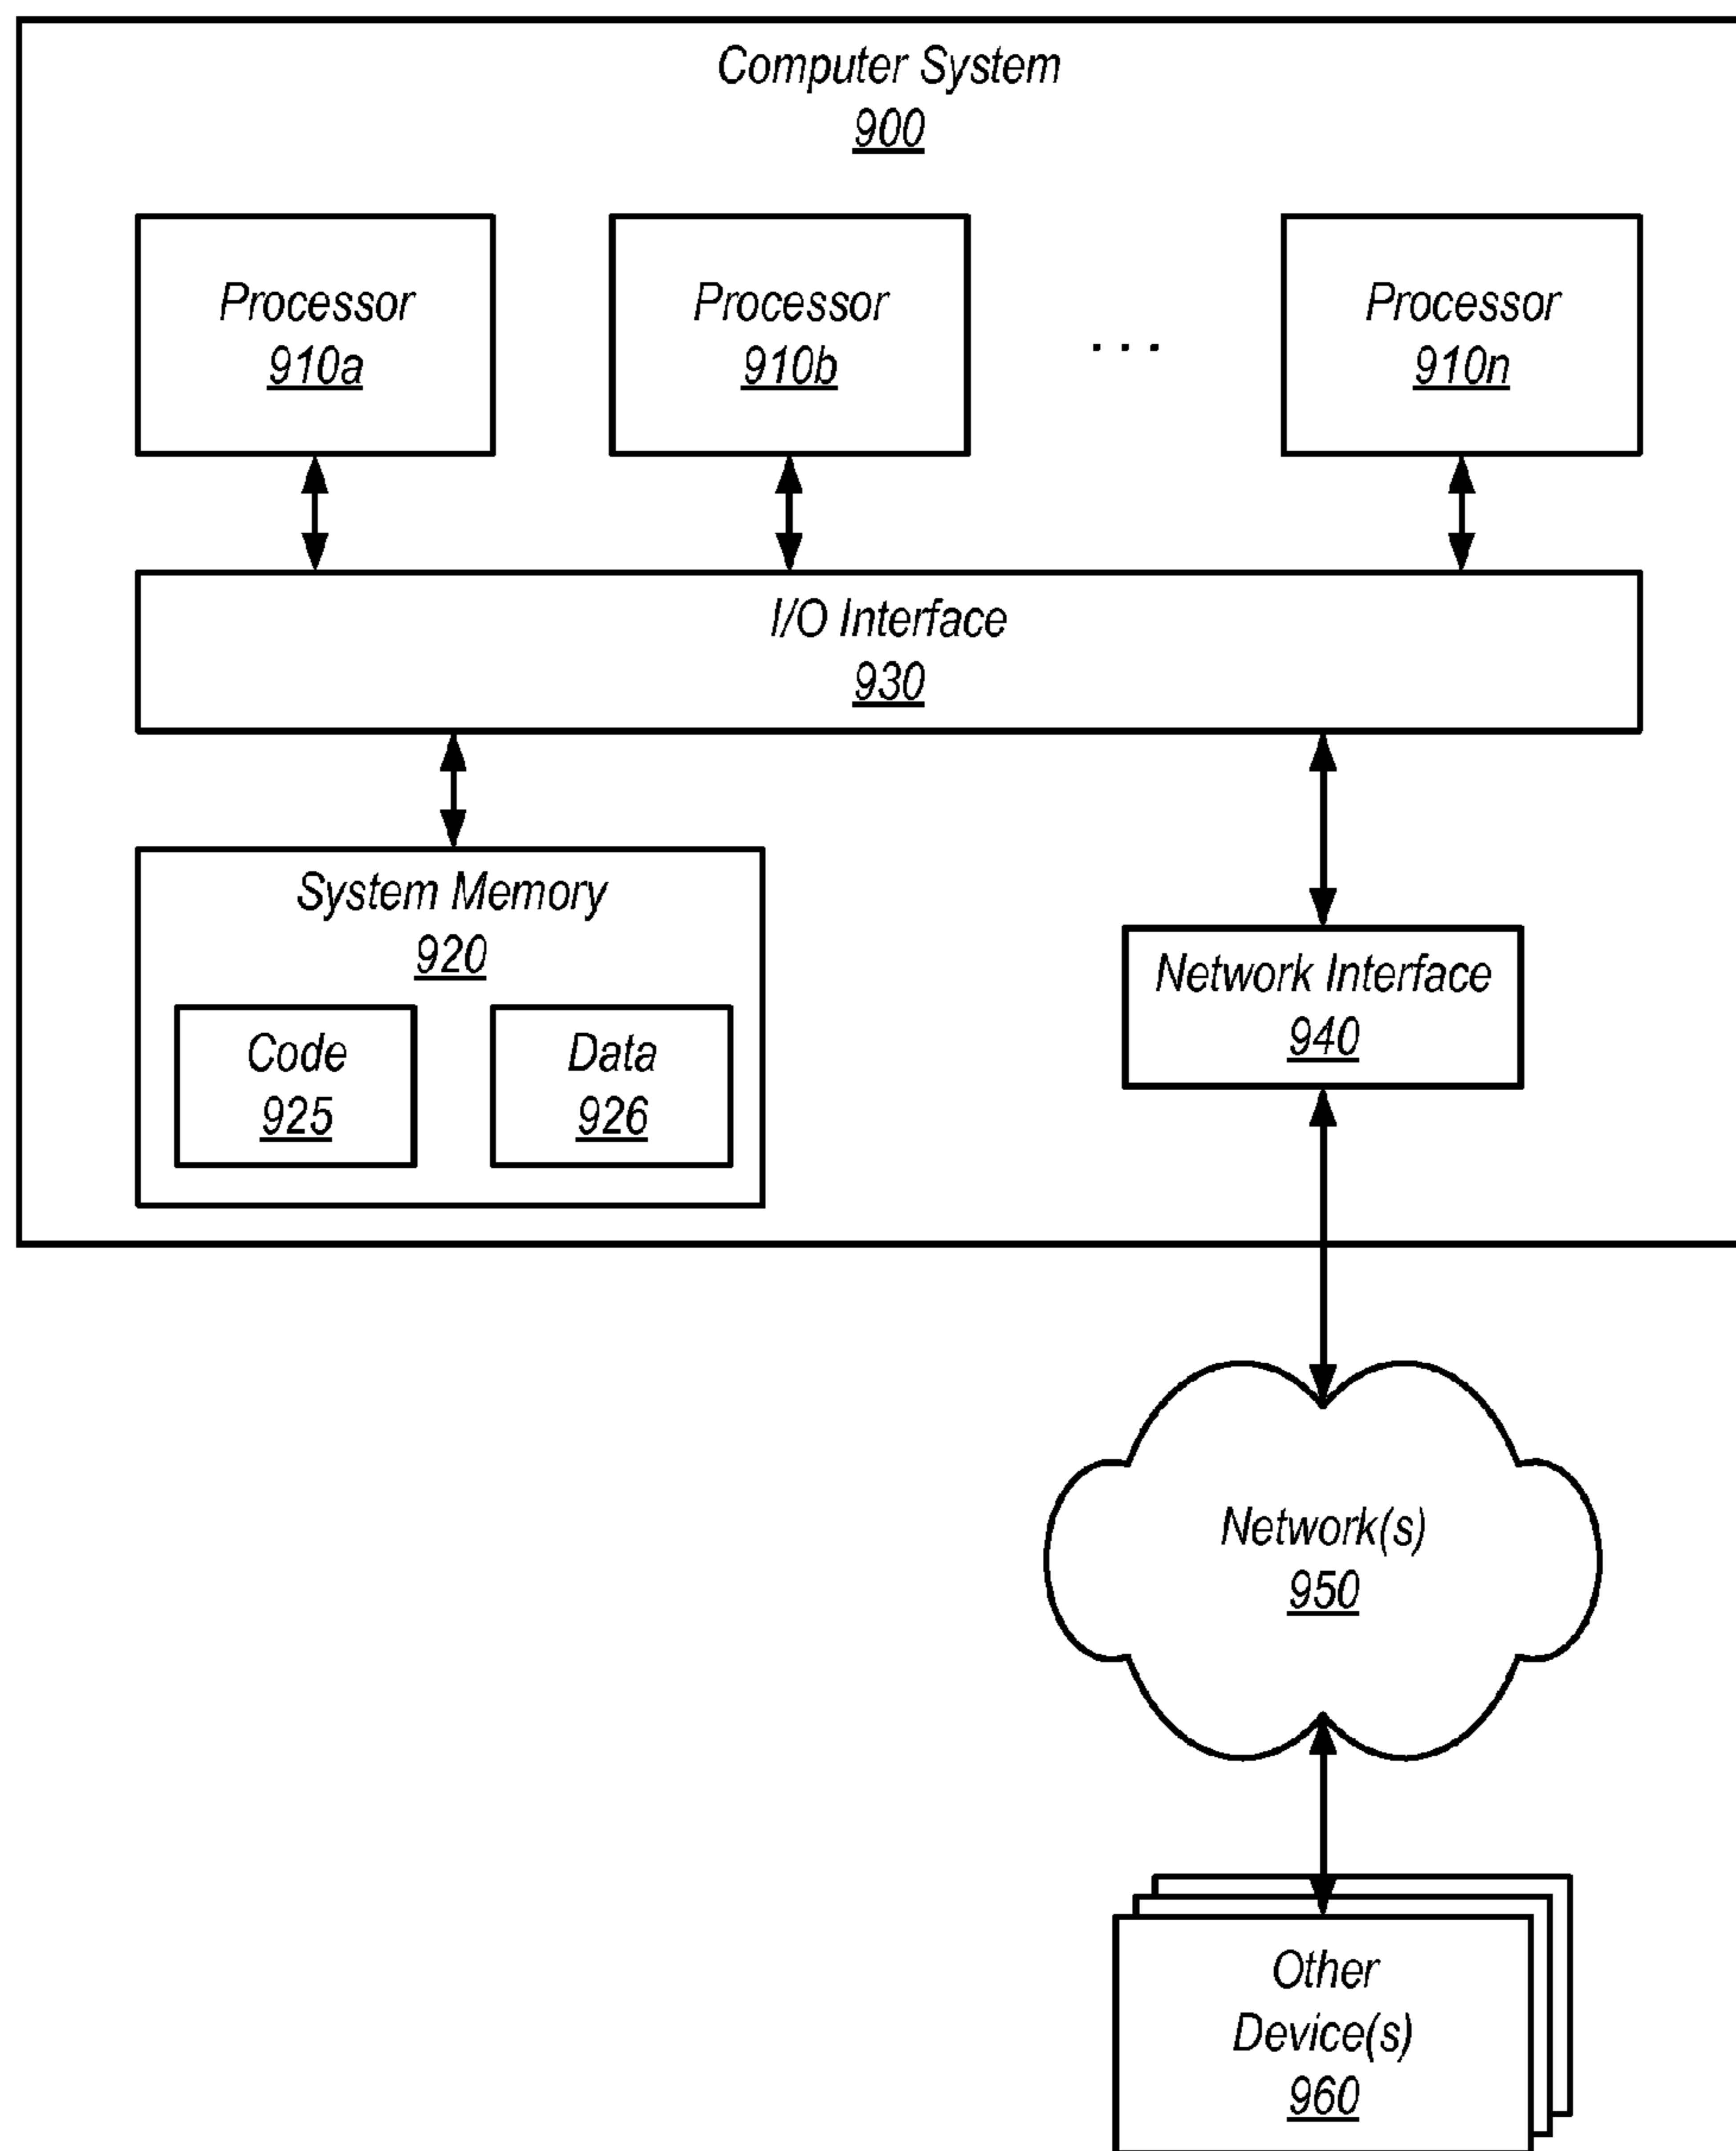 Computer System
900
Processor
910a
Processor
910b
. . .
Processor
910n
I/O Interface
930
System Memory
920
Code
925
Data
926
Network Interface
940
Network(s)
950
Other
Device(s)
960